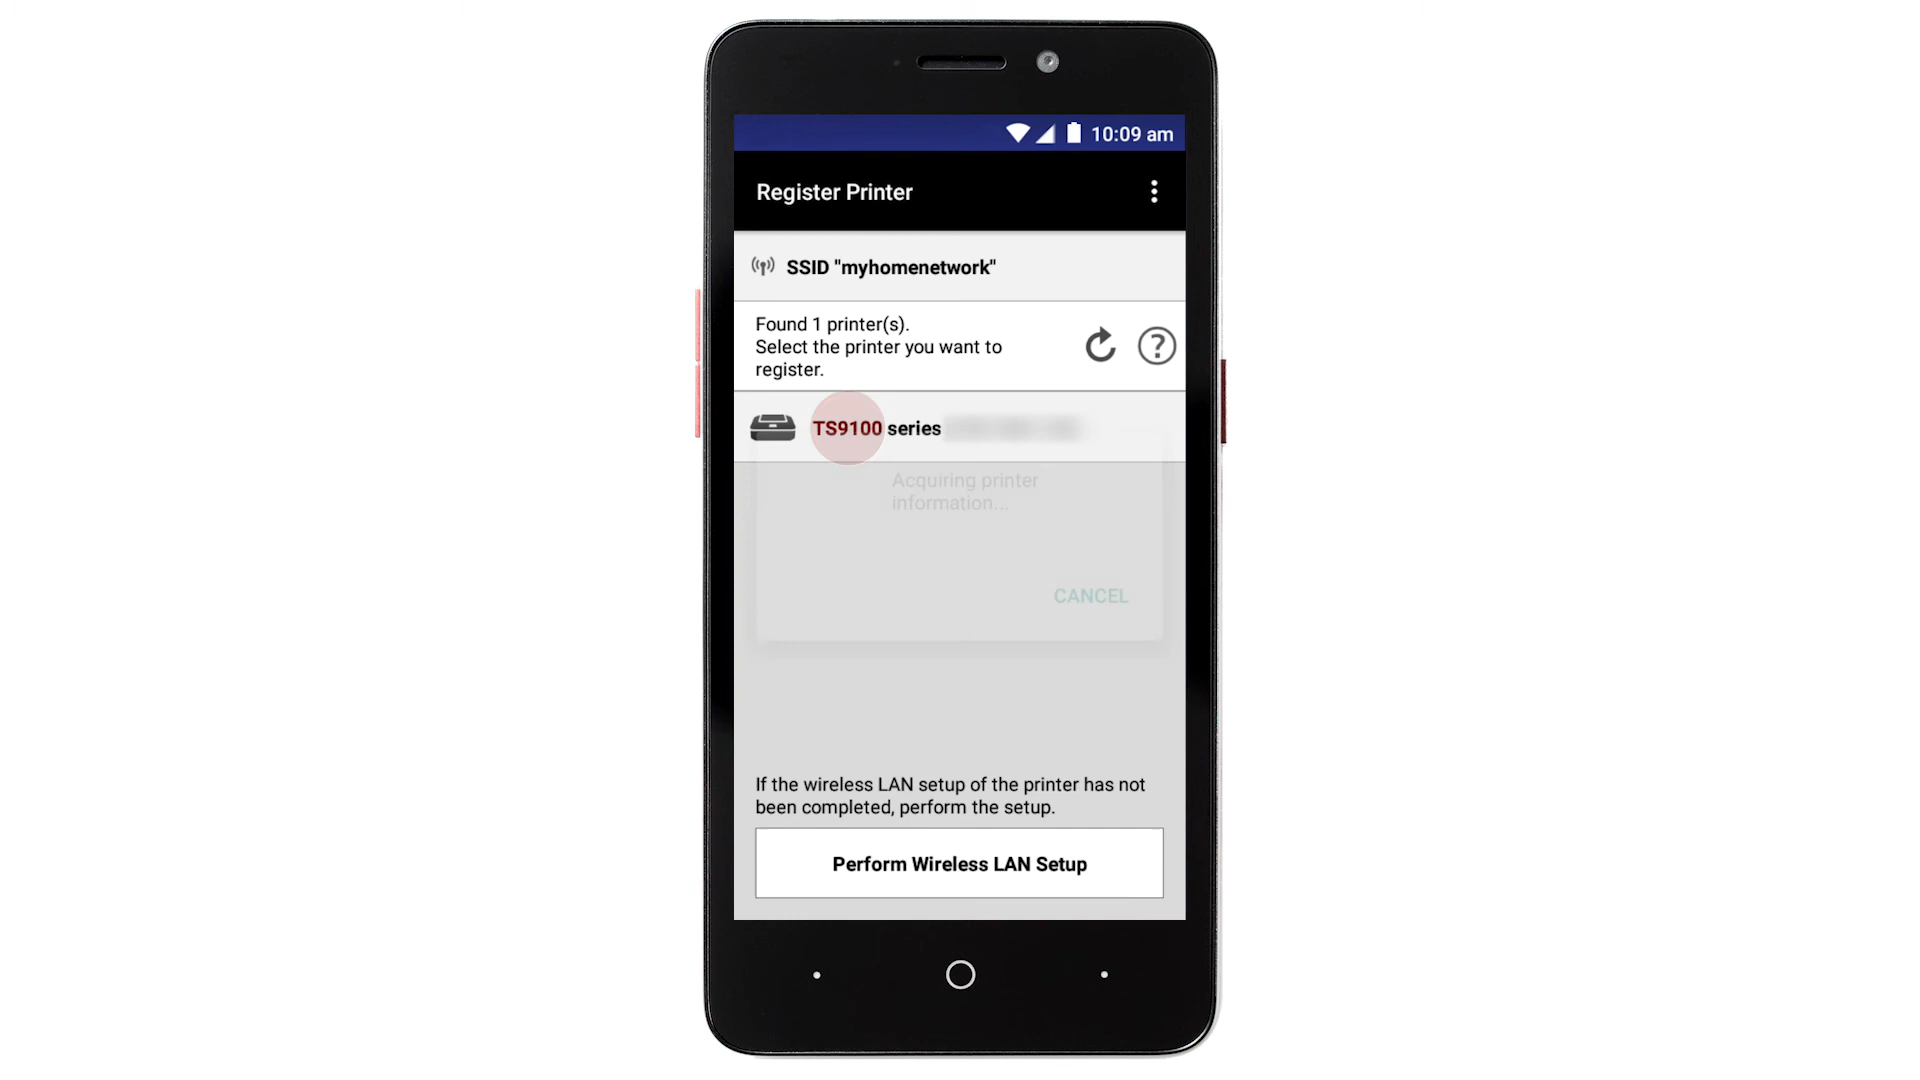 10:09 am
Register Printer
SSID "myhomenetwork"
Found 1 printer(s).
Select the printer you want to
register.
TS9100 series
Acquiring printer
information...
CANCEL
If the wireless LAN setup of the printer has not
been completed, perform the setup.
Perform Wireless LAN Setup